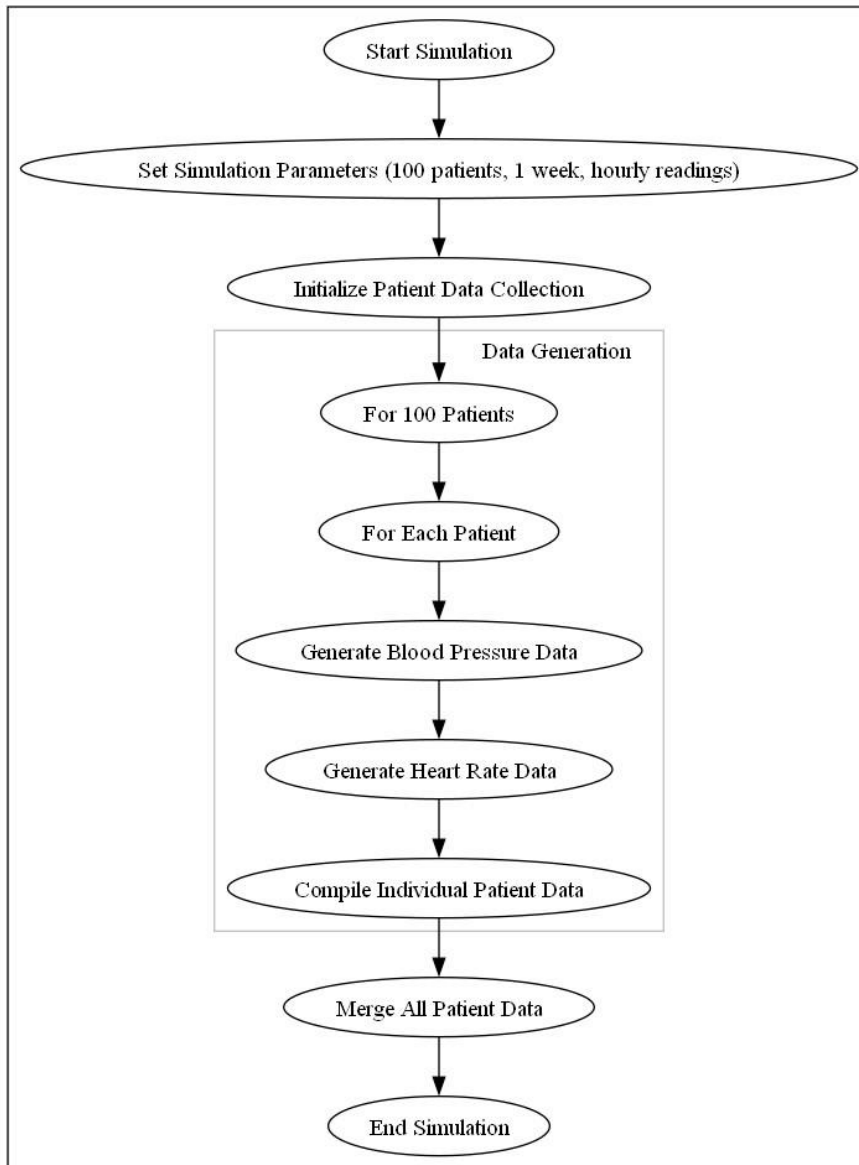 Start Simulation
Set Simulation Parameters (100 patients, 1 week, hourly readings)
Initialize Patient Data Collection
Data Generation
For 100 Patients
For Each Patient
Generate Blood Pressure Data
Generate Heart Rate Data
Compile Individual Patient Data
Merge All Patient Data
End Simulation